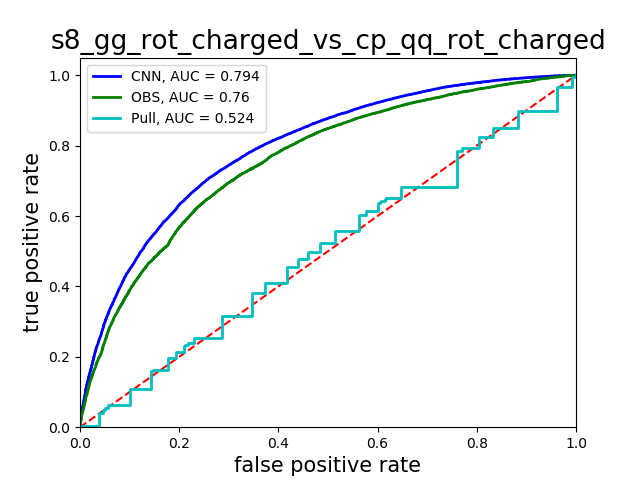 s8_gg_rot_charged_vs_cp_qq_rot_charged
CNN, AUC = 0.794
OBS, AUC = 0.76
Pull, AUC = 0.524
1.0
0.8
0.6
0.4
0.2
0.0
true positive rate
0.0 0.2 0.4 0.6 0.8 1.0
false positive rate